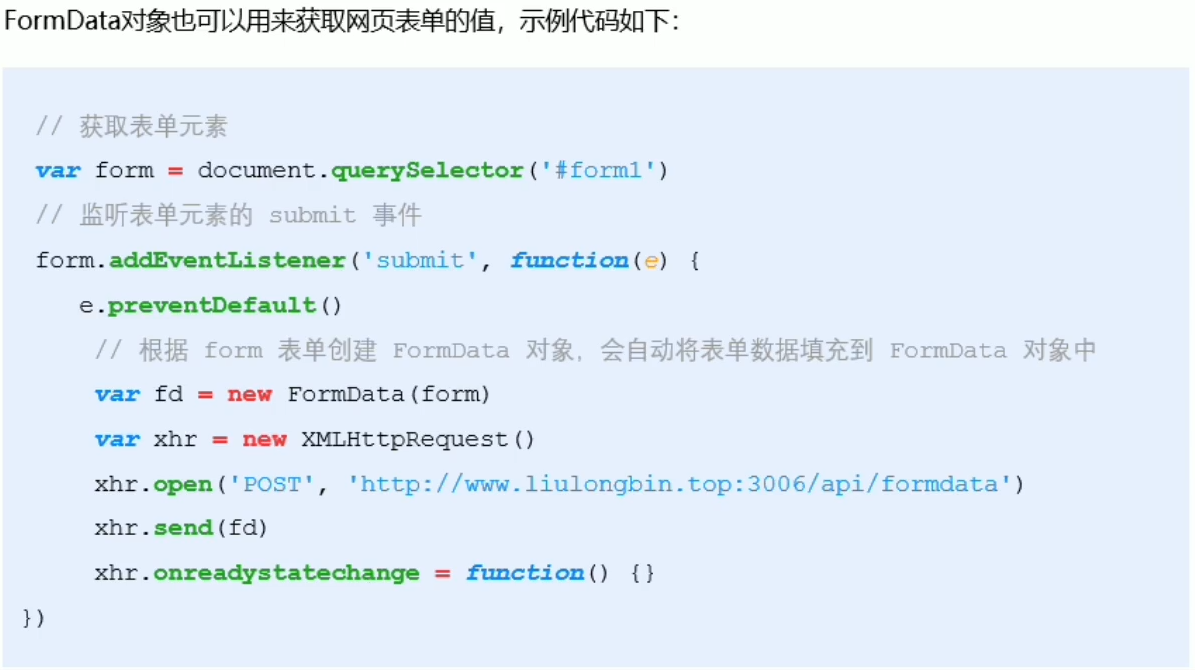 FormData对象也可以用来获取网页表单的值，示例代码如下：
// 获取表单元素
var form = document.querySelector('#form1')
// 监听表单元素的 submit 事件
form.addEventListener('submit', function(e) {
e.preventDefault()
// 根据 form 表单创建 FormData 对象，会自动将表单数据填充到 FormData 对象中
var fd = new FormData(form)
var xhr = new XMLHttpRequest()
xhr.open('POST', 'http://www.liulongbin.top:3006/api/formdata')
xhr.send(fd)
xhr.onreadystatechange = function() {}
})